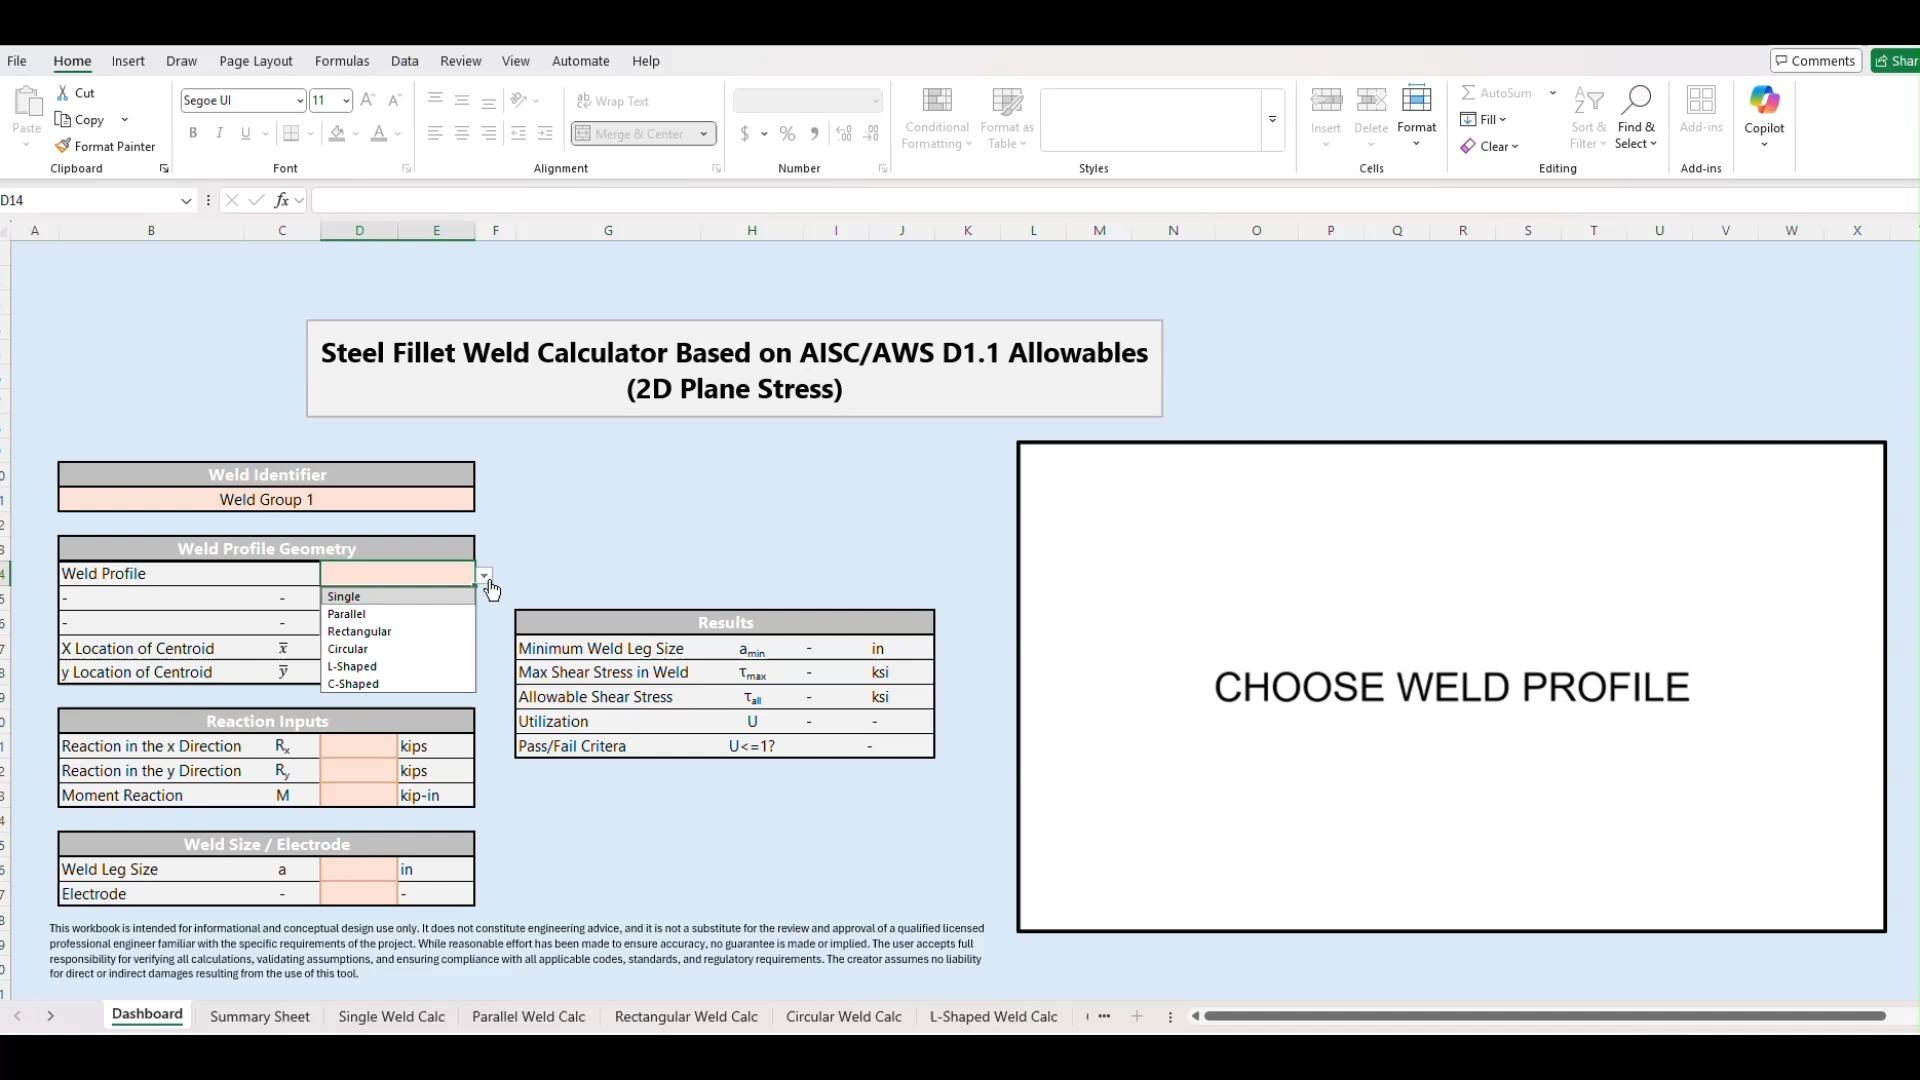 File Home Insert Draw Page Layout Formulas Data Review View Automate Help Comments
Cut
Copy
Format Painter
Paste
Clipboard
Segoe UI 11
B I U
Font
Wrap Text
Merge & Center
Alignment
$ %
Number
Conditional Formatting
Format as Table
Styles
Insert Delete Format
Cells
AutoSum
Fill
Clear
Sort & Filter
Find & Select
Editing
Add-ins
Add-ins
Copilot
D14 fx
A B C D E F G H I J K L M N O P Q R S T U V W X
Steel Fillet Weld Calculator Based on AISC/AWS D1.1 Allowables
(2D Plane Stress)
Weld Identifier
Weld Group 1
Weld Profile Geometry
Weld Profile
- -
- -
X Location of Centroid x̅
y Location of Centroid y̅
Single
Parallel
Rectangular
Circular
L-Shaped
C-Shaped
Reaction Inputs
Reaction in the x Direction Rx kips
Reaction in the y Direction Ry kips
Moment Reaction M kip-in
Weld Size / Electrode
Weld Leg Size a in
Electrode - -
Results
Minimum Weld Leg Size amin - in
Max Shear Stress in Weld τmax - ksi
Allowable Shear Stress τall - ksi
Utilization U - -
Pass/Fail Critera U<=1? -
CHOOSE WELD PROFILE
This workbook is intended for informational and conceptual design use only. It does not constitute engineering advice, and it is not a substitute for the review and approval of a qualified licensed
professional engineer familiar with the specific requirements of the project. While reasonable effort has been made to ensure accuracy, no guarantee is made or implied. The user accepts full
responsibility for verifying all calculations, validating assumptions, and ensuring compliance with all applicable codes, standards, and regulatory requirements. The creator assumes no liability
for direct or indirect damages resulting from the use of this tool.
Dashboard Summary Sheet Single Weld Calc Parallel Weld Calc Rectangular Weld Calc Circular Weld Calc L-Shaped Weld Calc